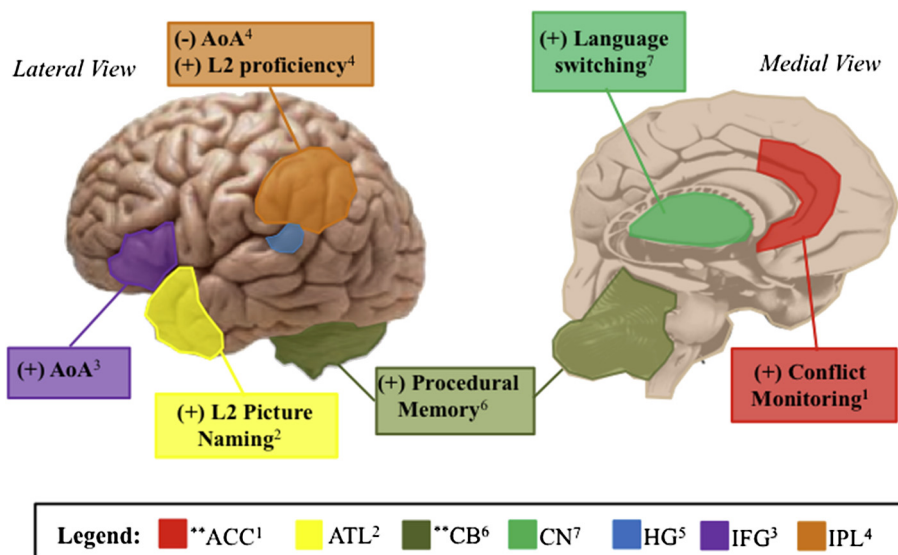 (-) AoA⁴
(+) L2 proficiency⁴
(+) Language
switching⁷
Lateral View
Medial View
(+) AoA³
(+) L2 Picture
Naming²
(+) Procedural
Memory⁶
(+) Conflict
Monitoring¹
Legend: **ACC¹ ATL² **CB⁶ CN⁷ HG⁵ IFG³ IPL⁴